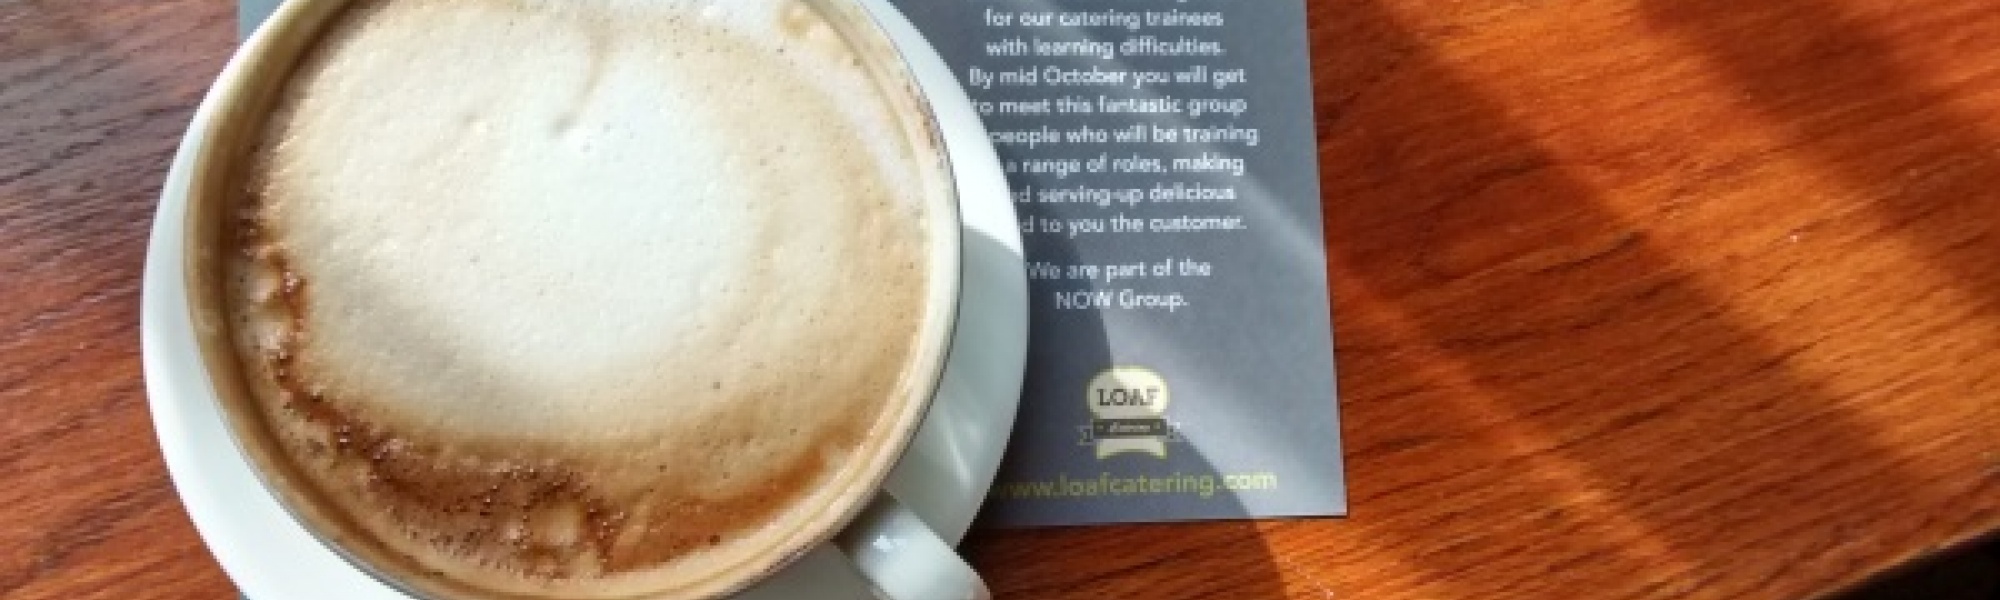 for our catering trainees
with learning difficulties.
By mid October you will get
to meet this fantastic group
people who will be training
a range of roles, making
serving-up delicious
to you the customer.
We are part of the
NOW Group.
LOAF
www.loafcatering.com